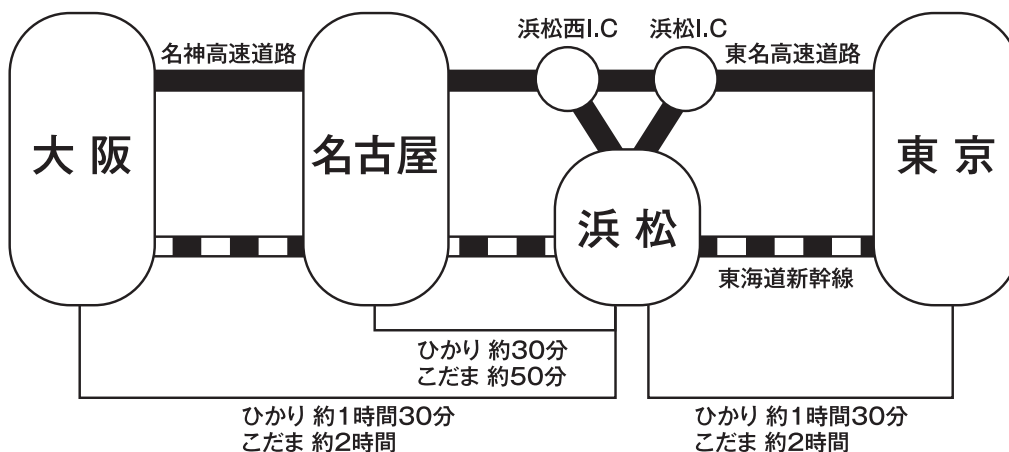 浜松西I.C
浜松I.C
名神高速道路
東名高速道路
大阪
名古屋
浜松
東京
東海道新幹線
ひかり 約30分
こだま 約50分
ひかり 約1時間30分
こだま 約2時間
ひかり 約1時間30分
こだま 約2時間